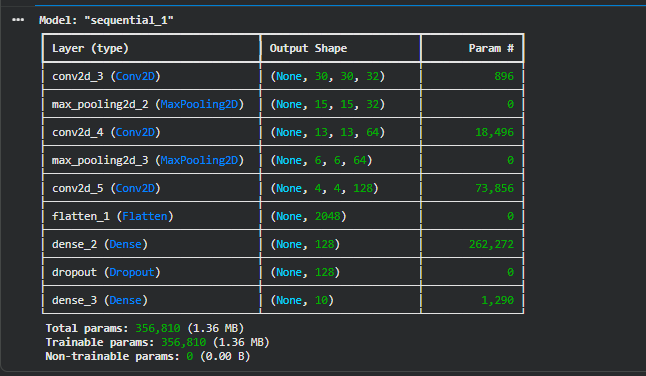 Model: "sequential_1"
Layer (type) Output Shape Param #
conv2d_3 (Conv2D) (None, 30, 30, 32) 896
max_pooling2d_2 (MaxPooling2D) (None, 15, 15, 32) 0
conv2d_4 (Conv2D) (None, 13, 13, 64) 18,496
max_pooling2d_3 (MaxPooling2D) (None, 6, 6, 64) 0
conv2d_5 (Conv2D) (None, 4, 4, 128) 73,856
flatten_1 (Flatten) (None, 2048) 0
dense_2 (Dense) (None, 128) 262,272
dropout (Dropout) (None, 128) 0
dense_3 (Dense) (None, 10) 1,290
Total params: 356,810 (1.36 MB)
Trainable params: 356,810 (1.36 MB)
Non-trainable params: 0 (0.00 B)